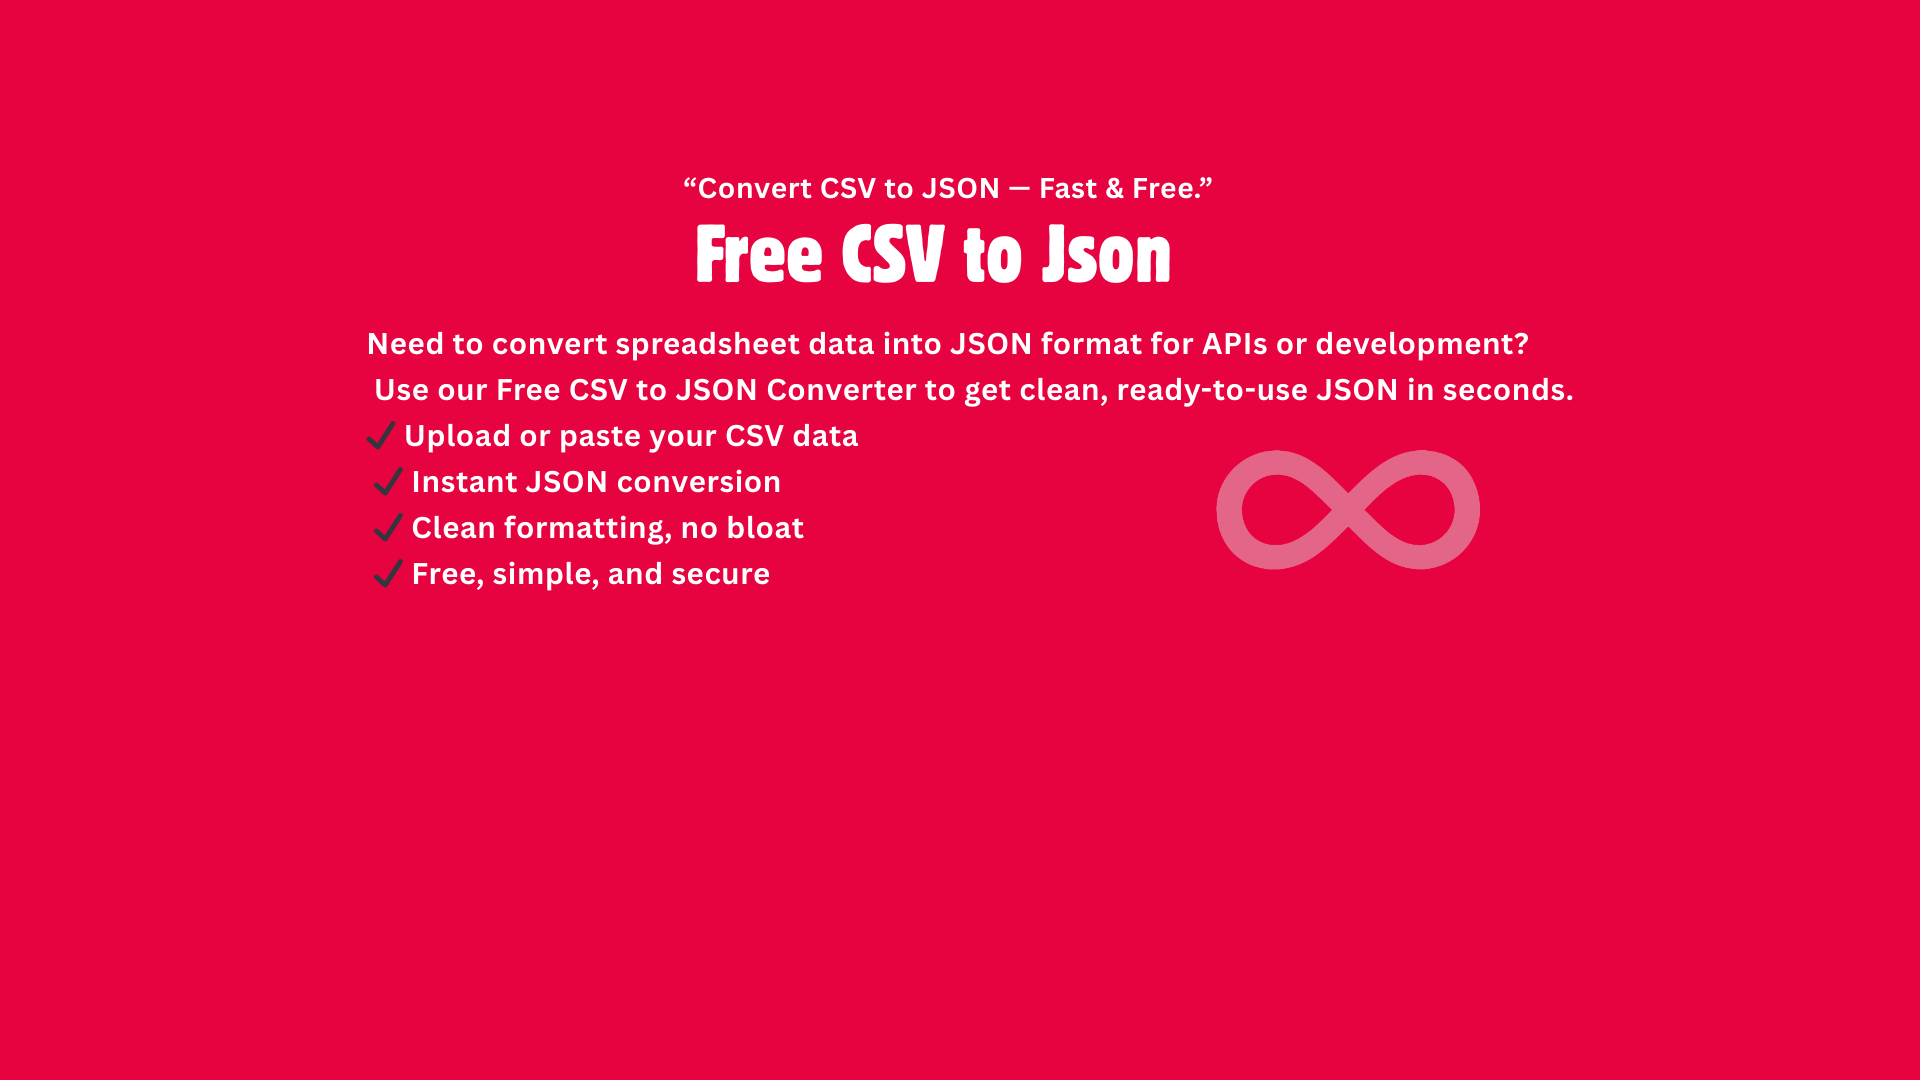 “Convert CSV to JSON — Fast & Free.”
Free CSV to Json
Need to convert spreadsheet data into JSON format for APIs or development?
Use our Free CSV to JSON Converter to get clean, ready-to-use JSON in seconds.
✔ Upload or paste your CSV data
✔ Instant JSON conversion
✔ Clean formatting, no bloat
✔ Free, simple, and secure